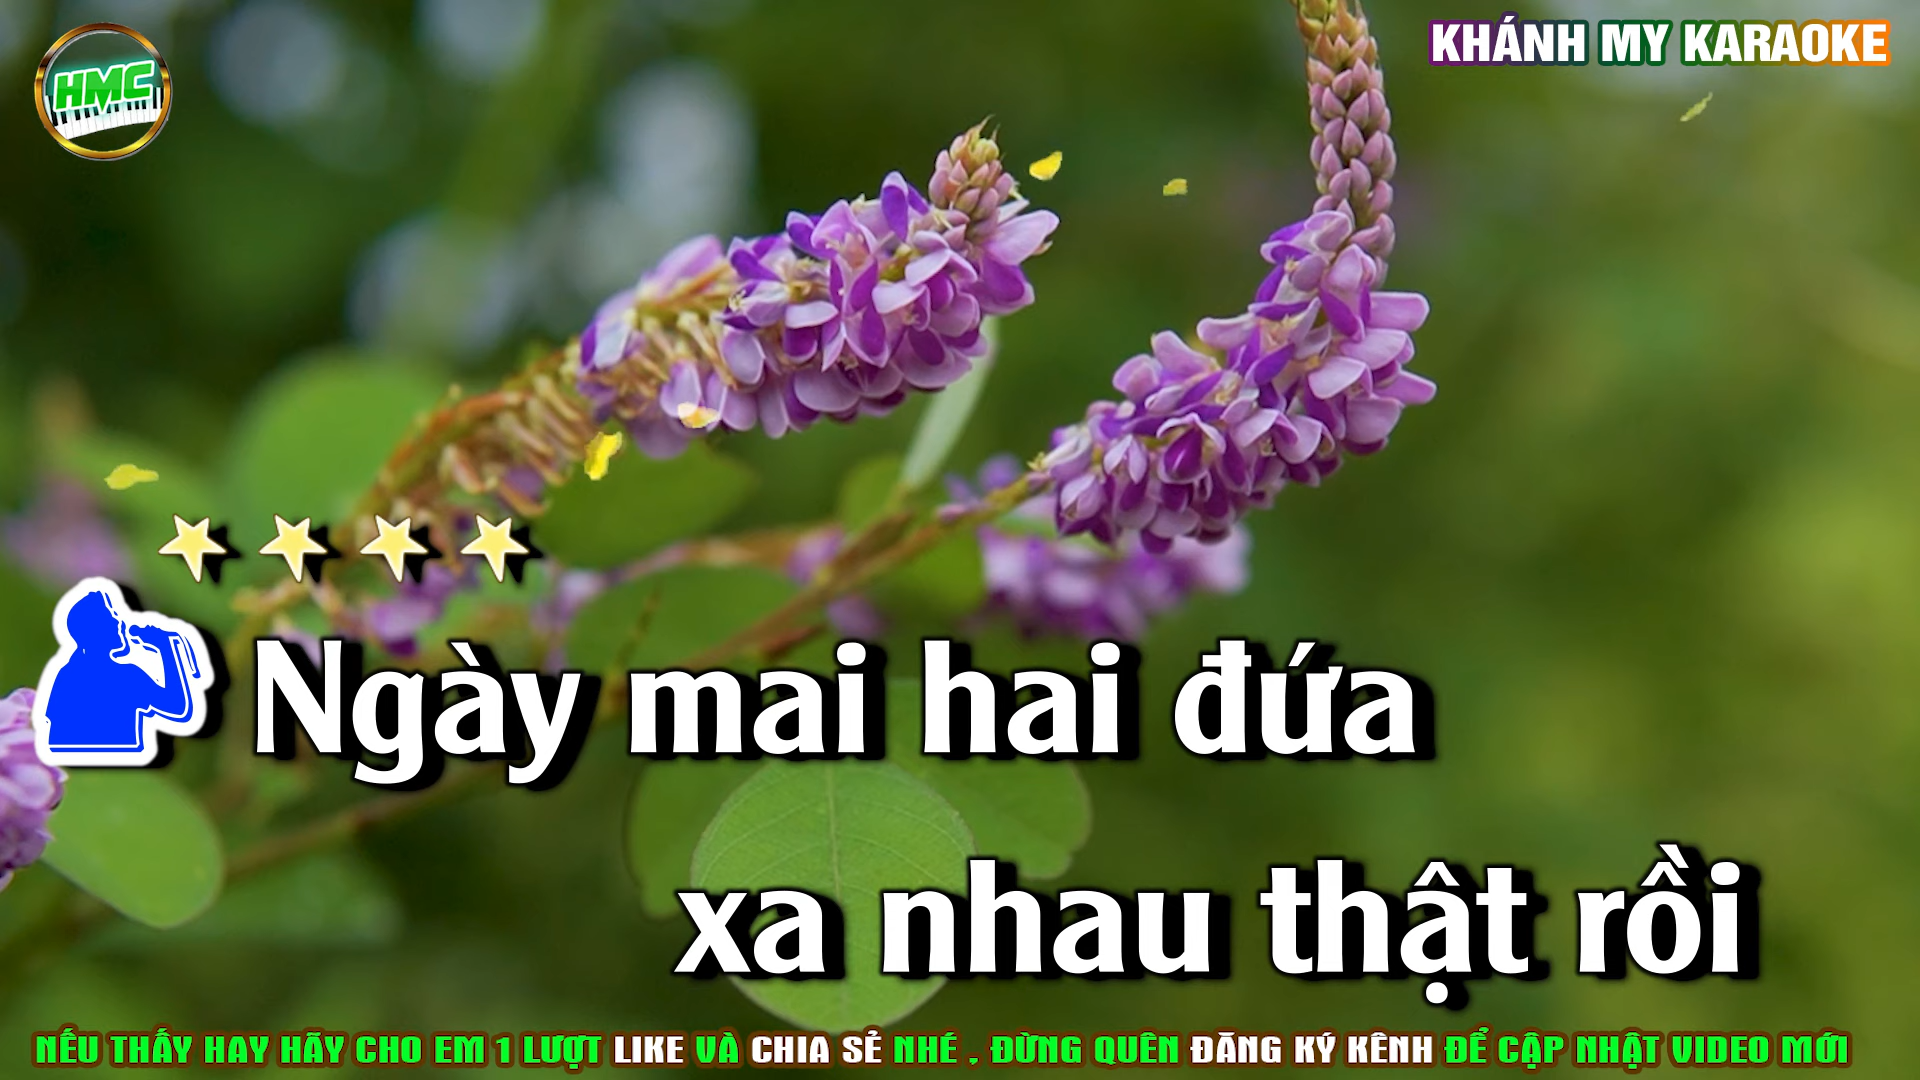 HMC
KHÁNH MY KARAOKE
Ngày mai hai đứa
xa nhau thật rồi
NẾU THẤY HAY HÃY CHO EM 1 LƯỢT LIKE VÀ CHIA SẺ NHÉ , ĐỪNG QUÊN ĐĂNG KÝ KÊNH ĐỂ CẬP NHẬT VIDEO MỚI